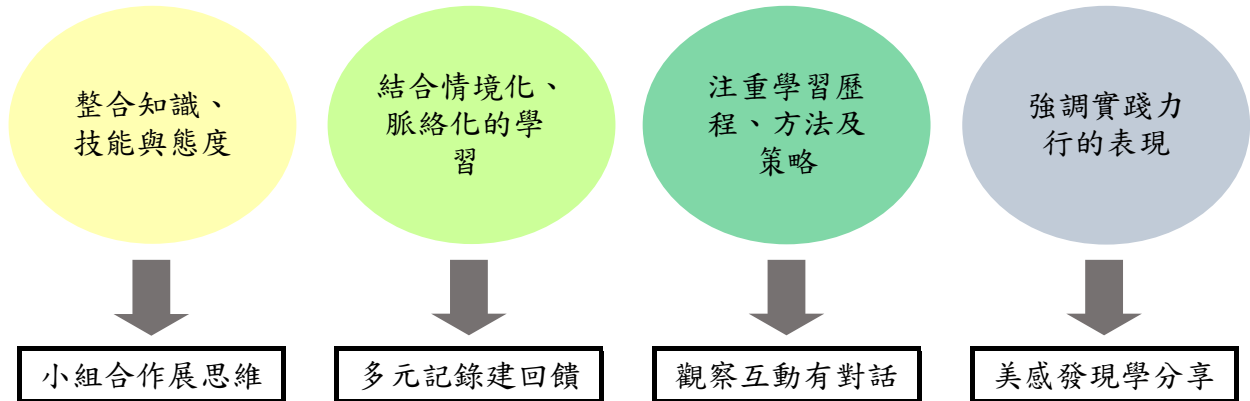 整合知識、
技能與態度
結合情境化、
脈絡化的學
習
注重學習歷
程、方法及
策略
強調實踐力
行的表現
小組合作展思維
多元記錄建回饋
觀察互動有對話
美感發現學分享